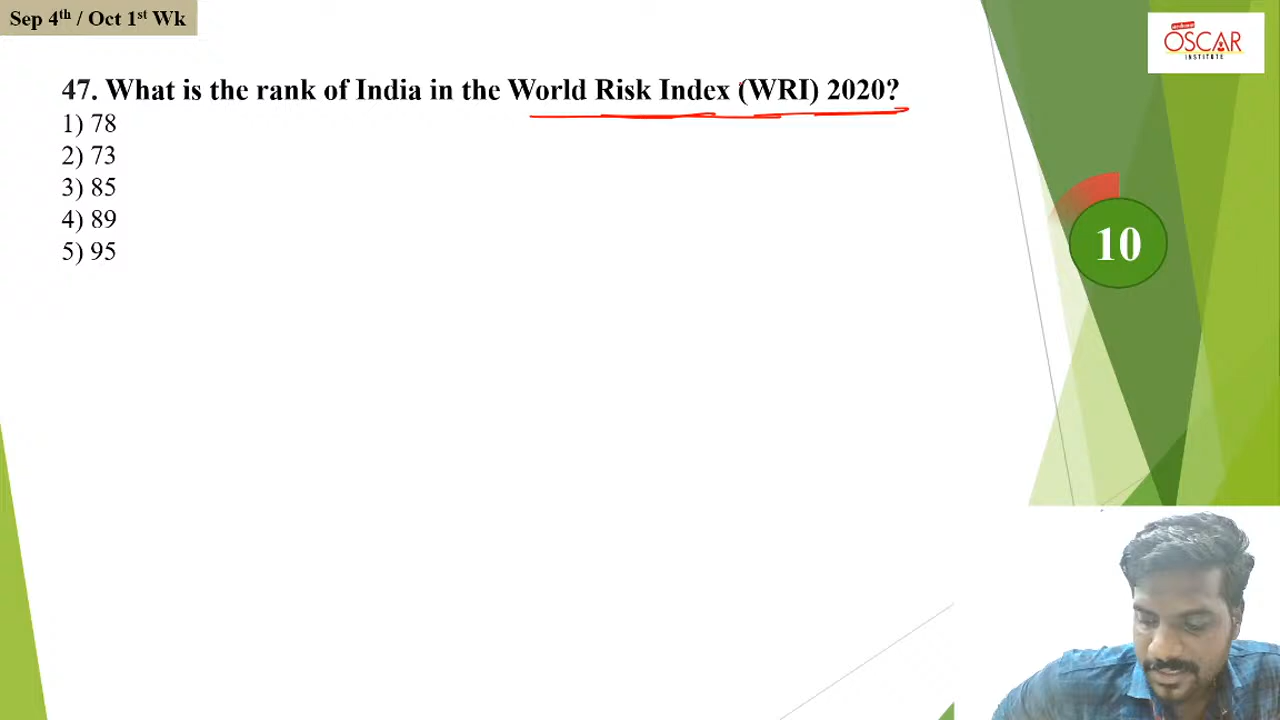 Sep 4th / Oct 1st Wk
OSCAR
INSTITUTE
47. What is the rank of India in the World Risk Index (WRI) 2020?
1) 78
2) 73
3) 85
4) 89
5) 95
10